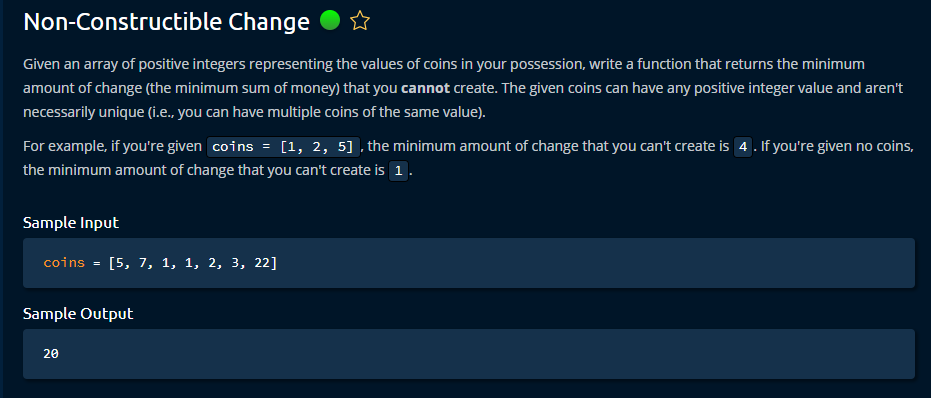 Non-Constructible Change
Given an array of positive integers representing the values of coins in your possession, write a function that returns the minimum
amount of change (the minimum sum of money) that you cannot create. The given coins can have any positive integer value and aren't
necessarily unique (i.e., you can have multiple coins of the same value).
For example, if you're given coins = [1, 2, 5] , the minimum amount of change that you can't create is 4 . If you're given no coins,
the minimum amount of change that you can't create is 1 .
Sample Input
coins = [5, 7, 1, 1, 2, 3, 22]
Sample Output
20